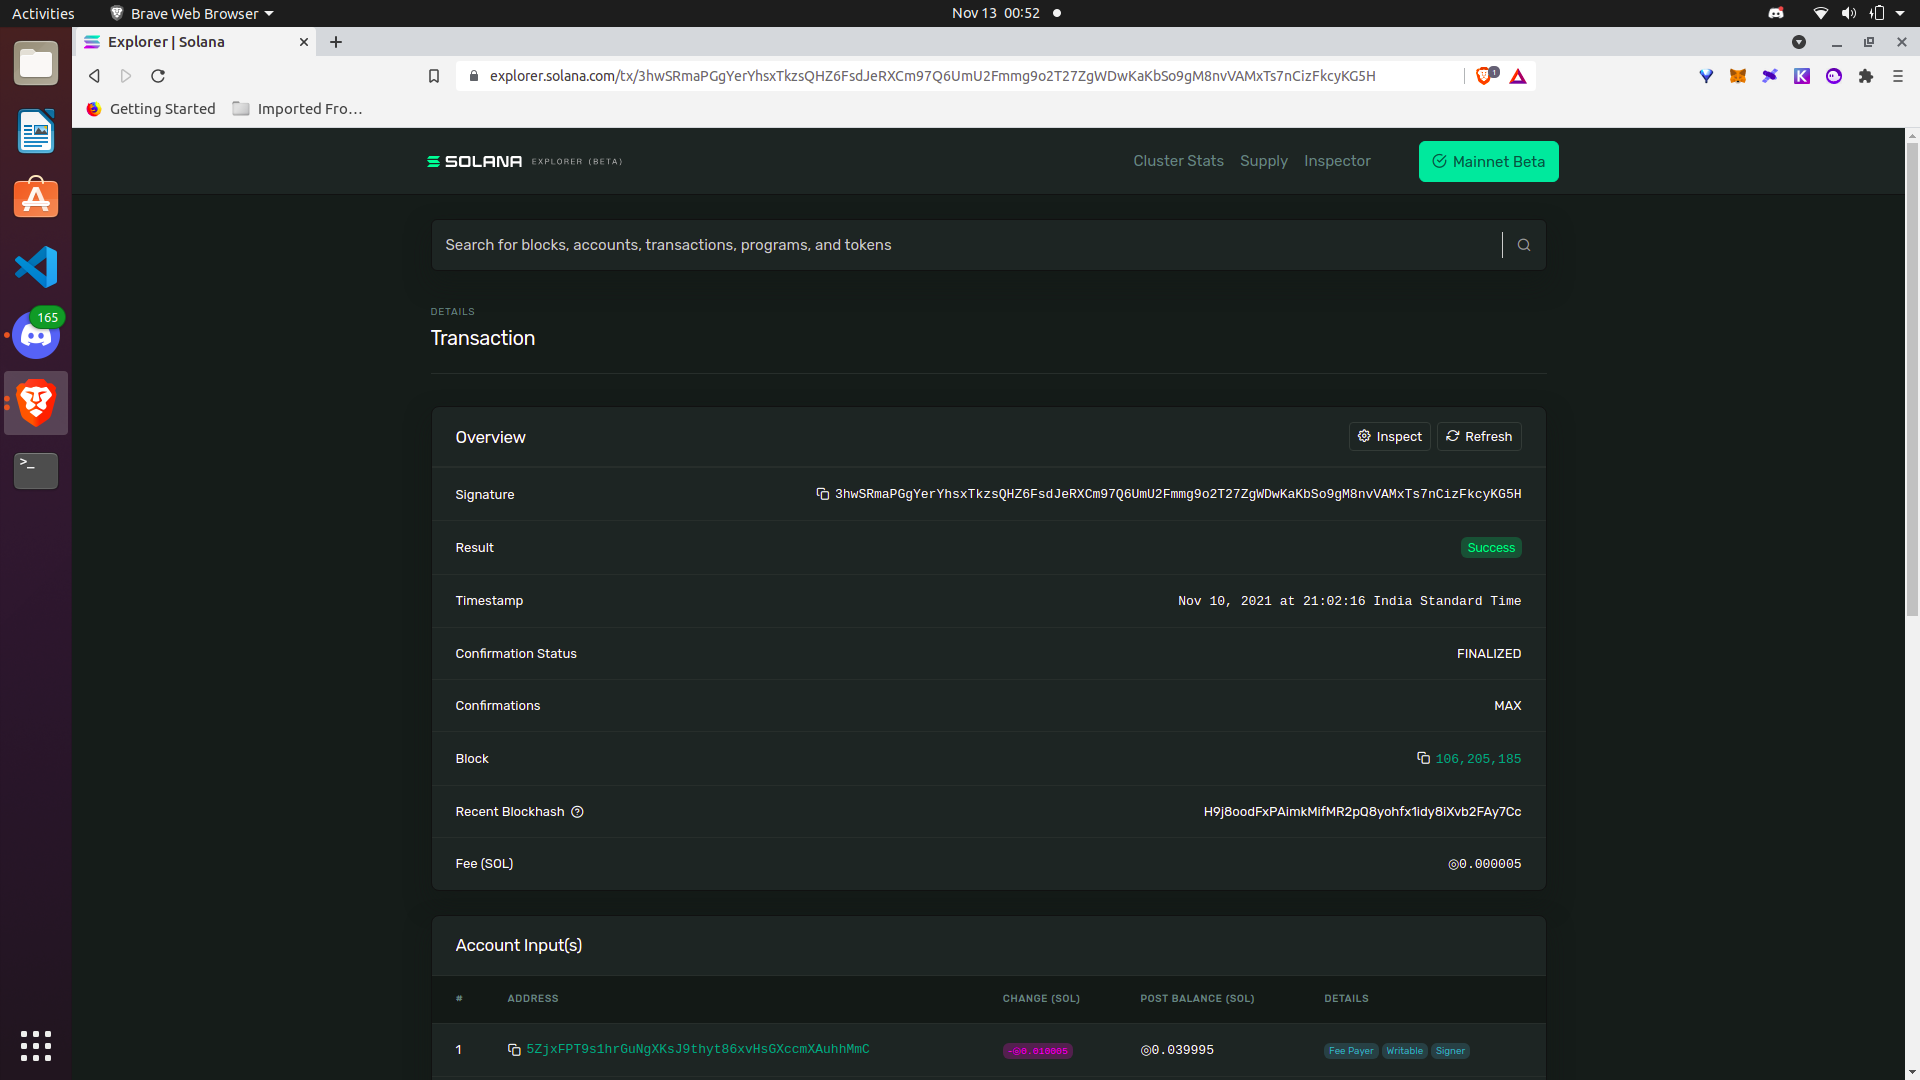 Activities
Brave Web Browser
Nov 13 00:52
Explorer | Solana
explorer.solana.com/tx/3hwSRmaPGgYerYhsxTkzsQHZ6FsdJeRXCm97Q6UmU2Fmmg9o2T27ZgWDwKaKbSo9gM8nvVAMxTs7nCizFkcyKG5H
1
Getting Started
Imported Fro…
SOLANA EXPLORER (BETA)
Cluster Stats
Supply
Inspector
Mainnet Beta
Search for blocks, accounts, transactions, programs, and tokens
165
DETAILS
Transaction
Overview
Inspect
Refresh
Signature
3hwSRmaPGgYerYhsxTkzsQHZ6FsdJeRXCm97Q6UmU2Fmmg9o2T27ZgWDwKaKbSo9gM8nvVAMxTs7nCizFkcyKG5H
Result
Success
Timestamp
Nov 10, 2021 at 21:02:16 India Standard Time
Confirmation Status
FINALIZED
Confirmations
MAX
Block
106,205,185
Recent Blockhash
H9j8oodFxPAimkMifMR2pQ8yohfx1idy8iXvb2FAy7Cc
Fee (SOL)
◎0.000005
Account Input(s)
# ADDRESS CHANGE (SOL) POST BALANCE (SOL) DETAILS
1 5ZjxFPT9s1hrGuNgXKsJ9thyt86xvHsGXccmXAuhhMmC -◎0.010005 ◎0.039995 Fee Payer Writable Signer